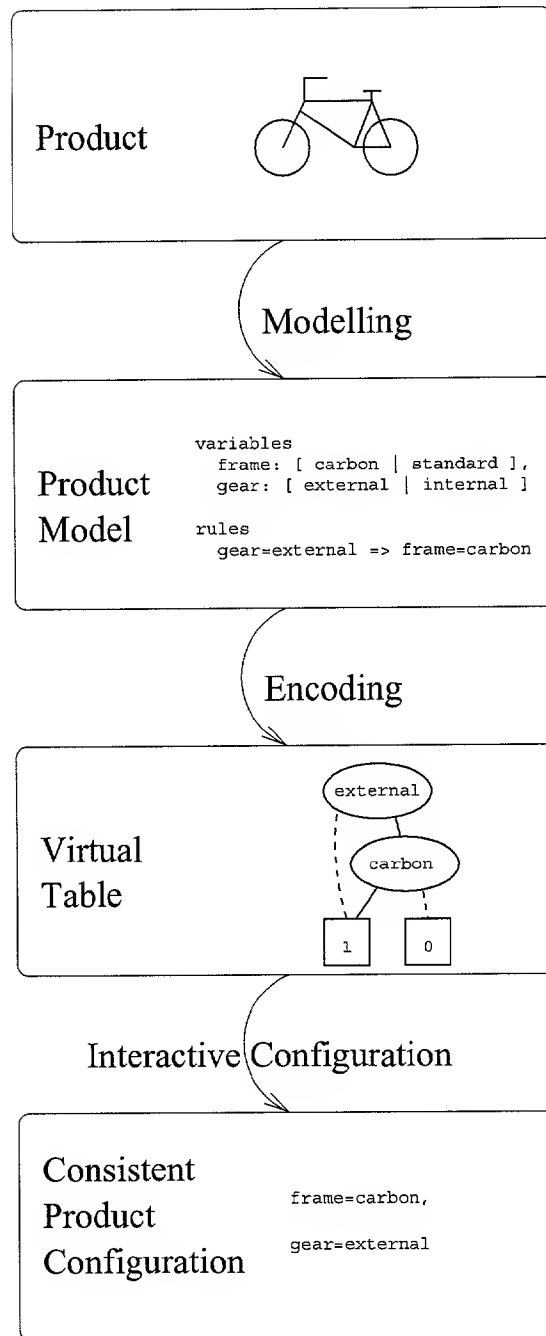 Product
Modelling
Product
Model
variables
frame: [ carbon | standard ],
gear: [ external | internal ]
rules
gear=external => frame=carbon
Encoding
Virtual
Table
external
carbon
1
0
Interactive Configuration
Consistent
Product
Configuration
frame=carbon,
gear=external